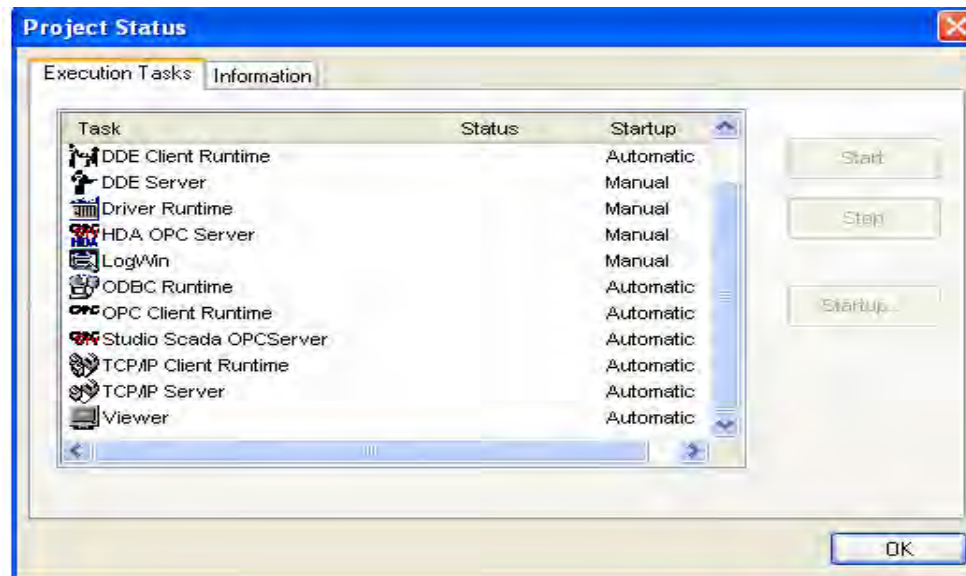 Project Status
Execution Tasks Information
Task Status Startup
DDE Client Runtime Automatic
DDE Server Manual
Driver Runtime Manual
HDA OPC Server Manual
LogWin Manual
ODBC Runtime Automatic
OPC Client Runtime Automatic
Studio Scada OPCServer Automatic
TCP/IP Client Runtime Automatic
TCP/IP Server Automatic
Viewer Automatic
Start
Stop
Startup...
OK